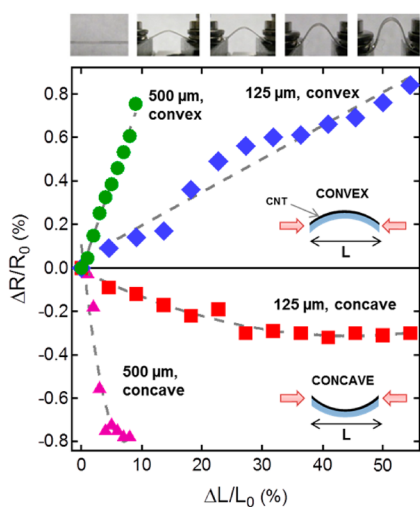 500 µm,
convex
125 µm, convex
CONVEX
CNT
L
125 µm, concave
500 µm,
concave
CONCAVE
L
0.8
0.6
0.4
0.2
0.0
-0.2
-0.4
-0.6
-0.8
ΔR/R₀ (%)
0 10 20 30 40 50
ΔL/L₀ (%)